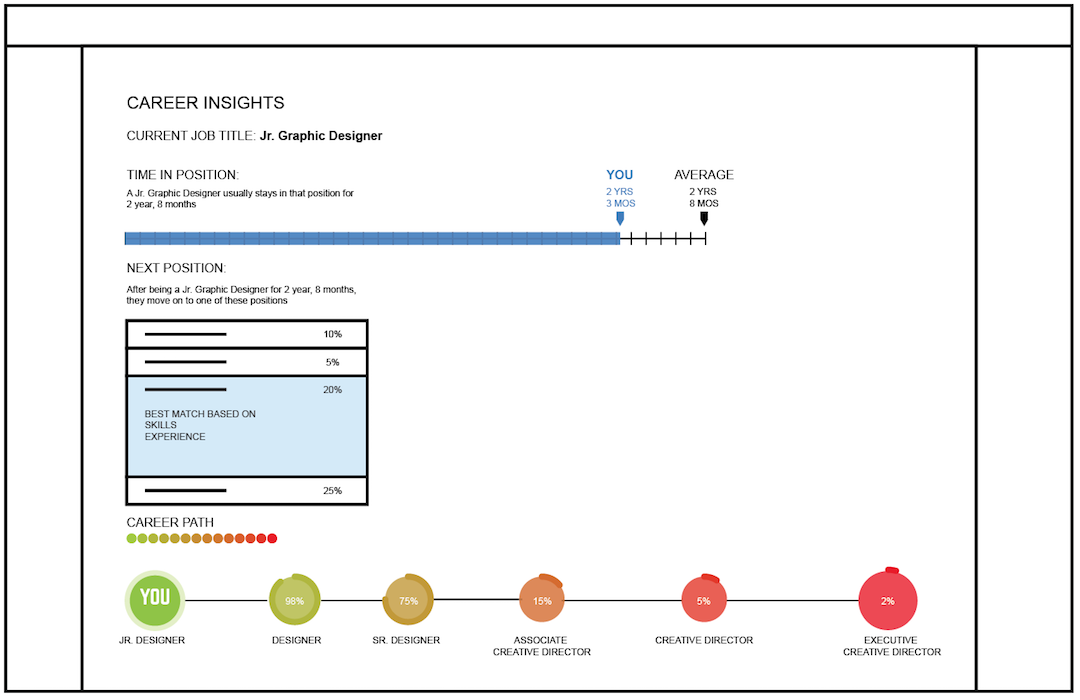 CAREER INSIGHTS
CURRENT JOB TITLE: Jr. Graphic Designer
TIME IN POSITION:
A Jr. Graphic Designer usually stays in that position for
2 year, 8 months
YOU
2 YRS
3 MOS
AVERAGE
2 YRS
8 MOS
NEXT POSITION:
After being a Jr. Graphic Designer for 2 year, 8 months,
they move on to one of these positions
10%
5%
20%
BEST MATCH BASED ON
SKILLS
EXPERIENCE
25%
CAREER PATH
YOU
JR. DESIGNER
98%
DESIGNER
75%
SR. DESIGNER
15%
ASSOCIATE
CREATIVE DIRECTOR
5%
CREATIVE DIRECTOR
2%
EXECUTIVE
CREATIVE DIRECTOR